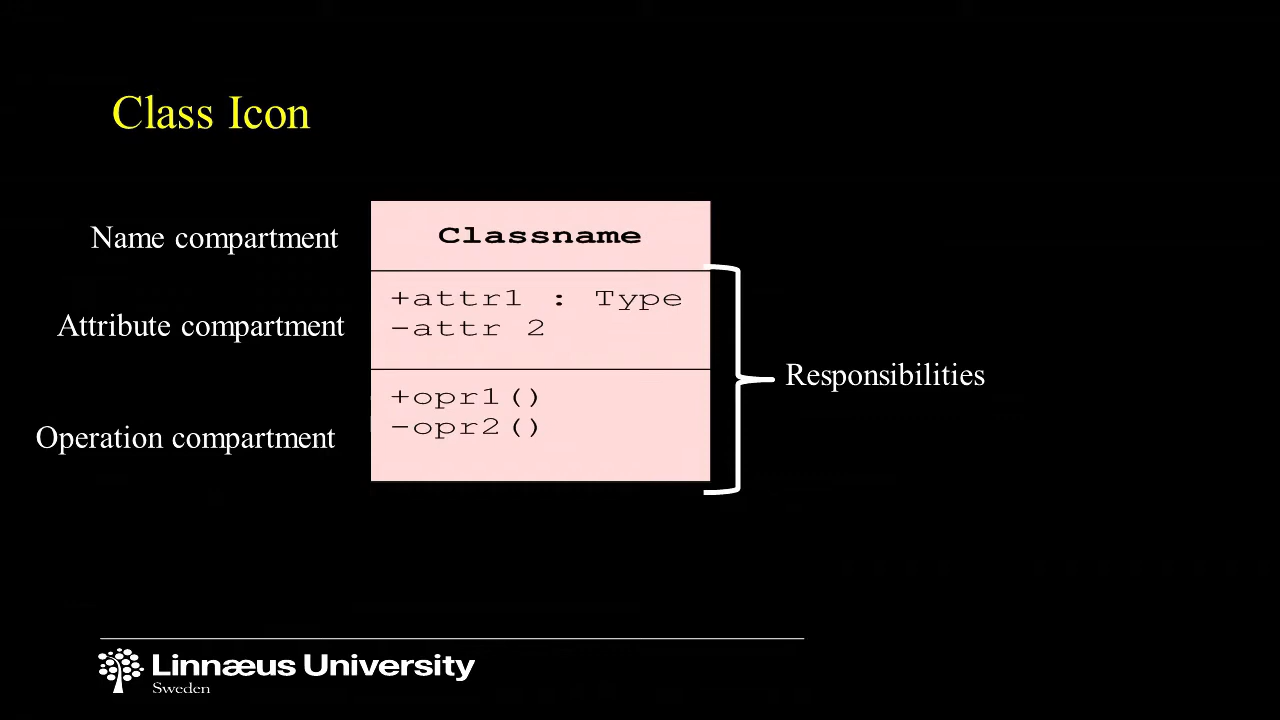 Class Icon
Name compartment
Classname
Attribute compartment
+attr1 : Type
-attr 2
Operation compartment
+opr1()
-opr2()
Responsibilities
Linnæus University
Sweden